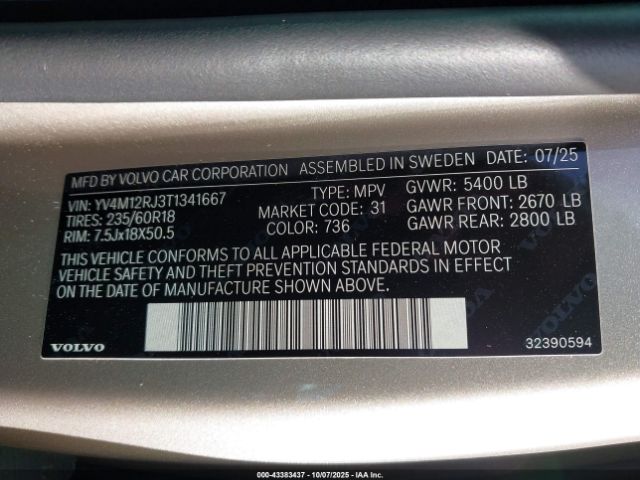 MFD BY VOLVO CAR CORPORATION ASSEMBLED IN SWEDEN DATE: 07/25
VIN: YV4M12RJ3T1341667 TYPE: MPV GVWR: 5400 LB
TIRES: 235/60R18 MARKET CODE: 31 GAWR FRONT: 2670 LB
RIM: 7.5Jx18X50.5 COLOR: 736 GAWR REAR: 2800 LB
THIS VEHICLE CONFORMS TO ALL APPLICABLE FEDERAL MOTOR
VEHICLE SAFETY AND THEFT PREVENTION STANDARDS IN EFFECT
ON THE DATE OF MANUFACTURE SHOWN ABOVE.
VOLVO 32390594
000-43383437 - 10/07/2025 - IAA Inc.